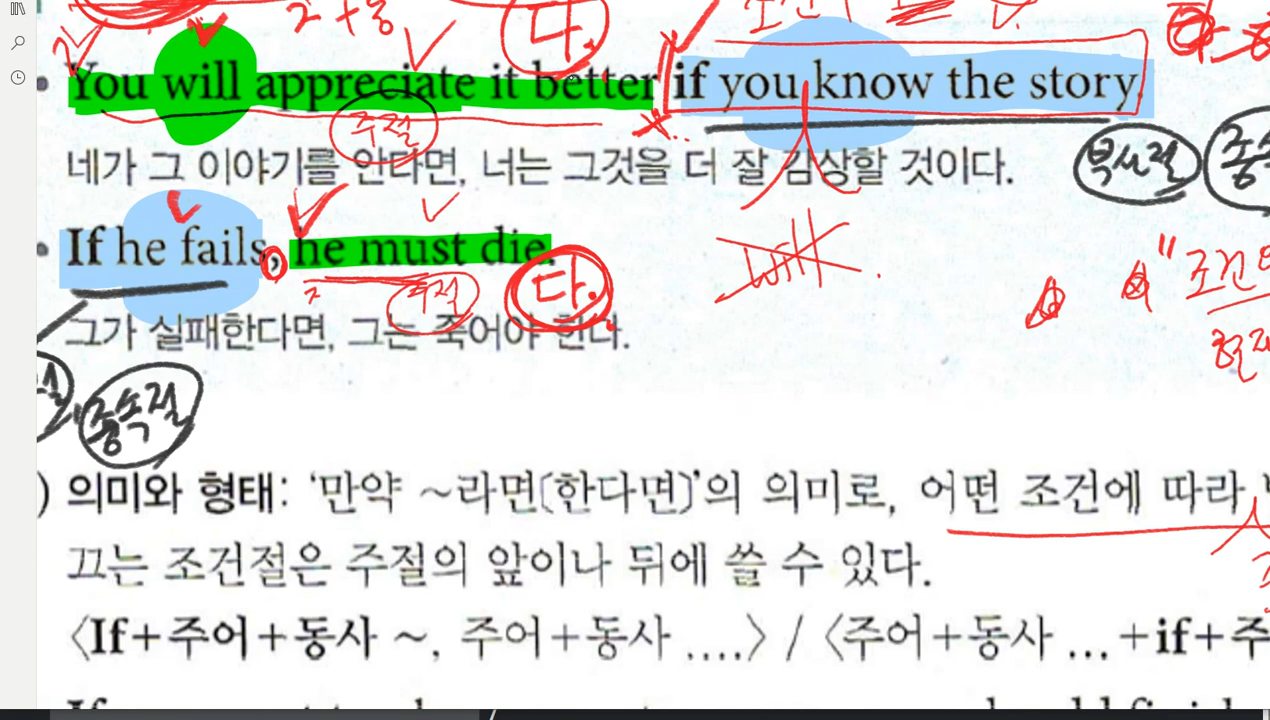 2 + 동
다.
You will appreciate it better if you know the story.
주절
네가 그 이야기를 안다면, 너는 그것을 더 잘 감상할 것이다.
부사절
If he fails, he must die.
주절
다.
will
"조건
그가 실패한다면, 그는 죽어야 한다.
종속절
) 의미와 형태: ‘만약 ~라면(한다면)’의 의미로, 어떤 조건에 따라
끄는 조건절은 주절의 앞이나 뒤에 쓸 수 있다.
〈If+주어+동사 ~, 주어+동사 ....〉 / 〈주어+동사 ... +if+주